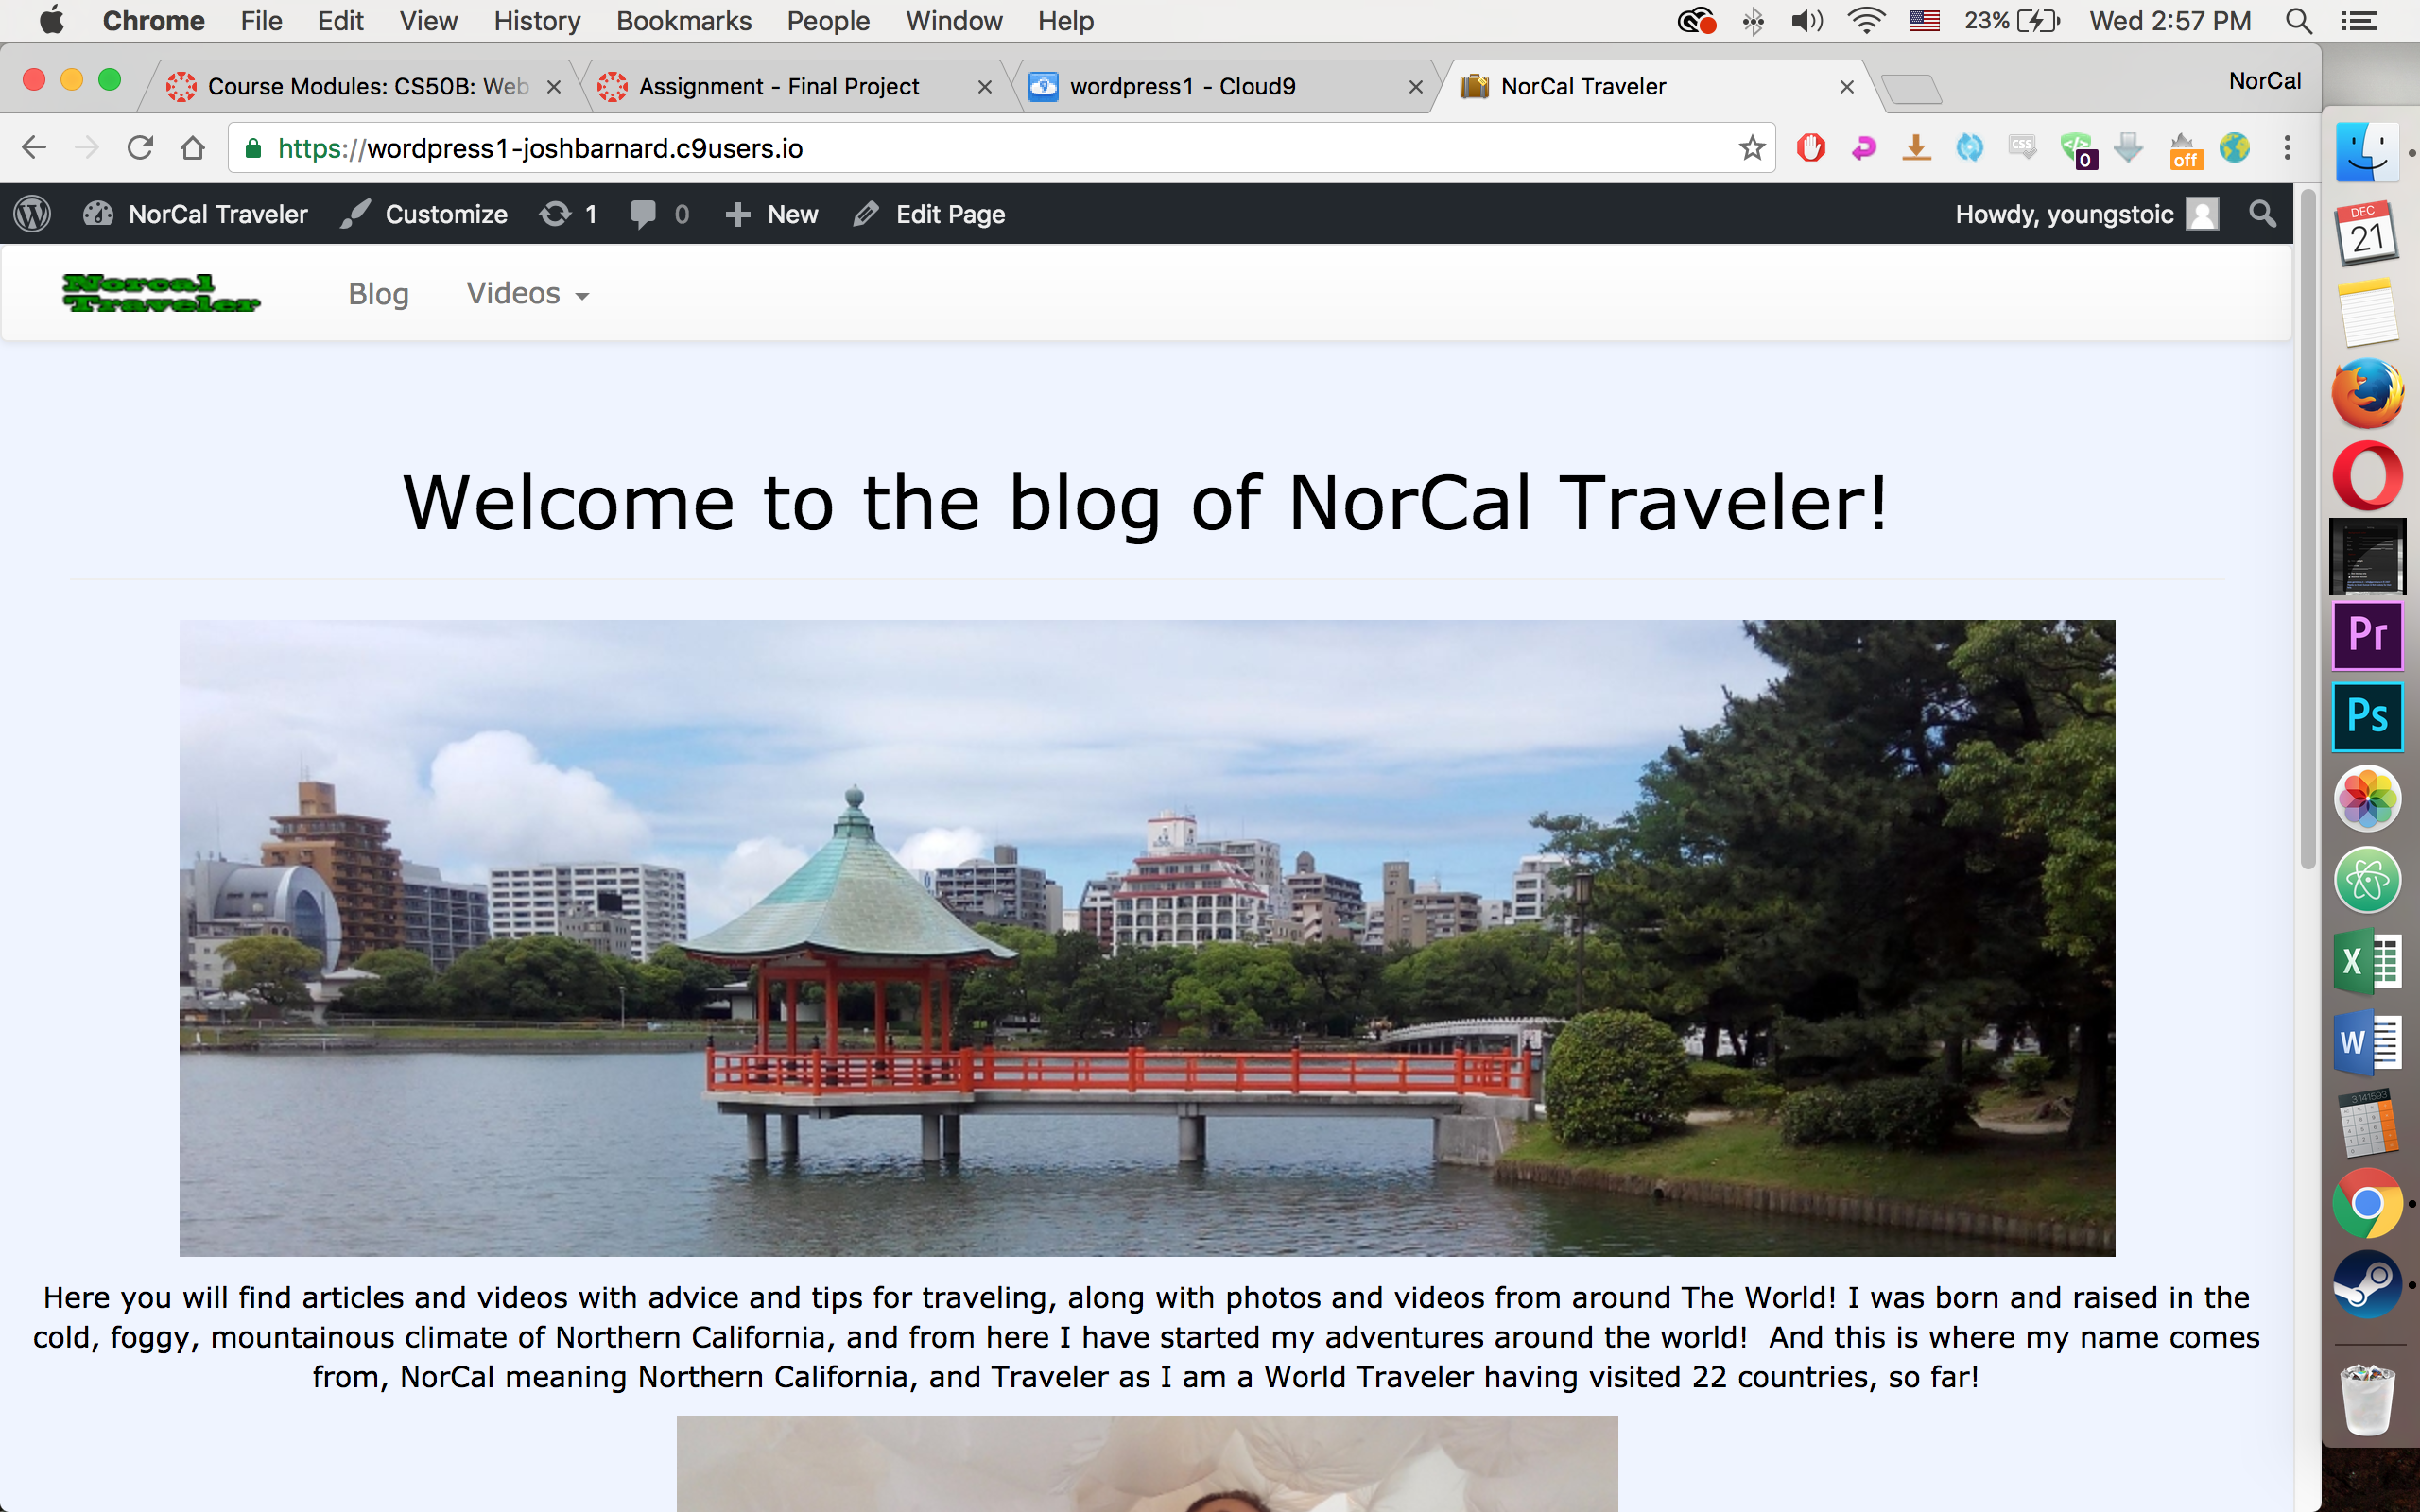 Chrome File Edit View History Bookmarks People Window Help 23% Wed 2:57 PM
Course Modules: CS50B: Web Assignment - Final Project wordpress1 - Cloud9 NorCal Traveler NorCal
https://wordpress1-joshbarnard.c9users.io CSS 0 off
NorCal Traveler Customize 1 0 New Edit Page Howdy, youngstoic
Norcal
Traveler
Blog Videos
Welcome to the blog of NorCal Traveler!
Here you will find articles and videos with advice and tips for traveling, along with photos and videos from around The World! I was born and raised in the
cold, foggy, mountainous climate of Northern California, and from here I have started my adventures around the world!  And this is where my name comes
from, NorCal meaning Northern California, and Traveler as I am a World Traveler having visited 22 countries, so far!
DEC
21
Pr
Ps
X
W
3.141593